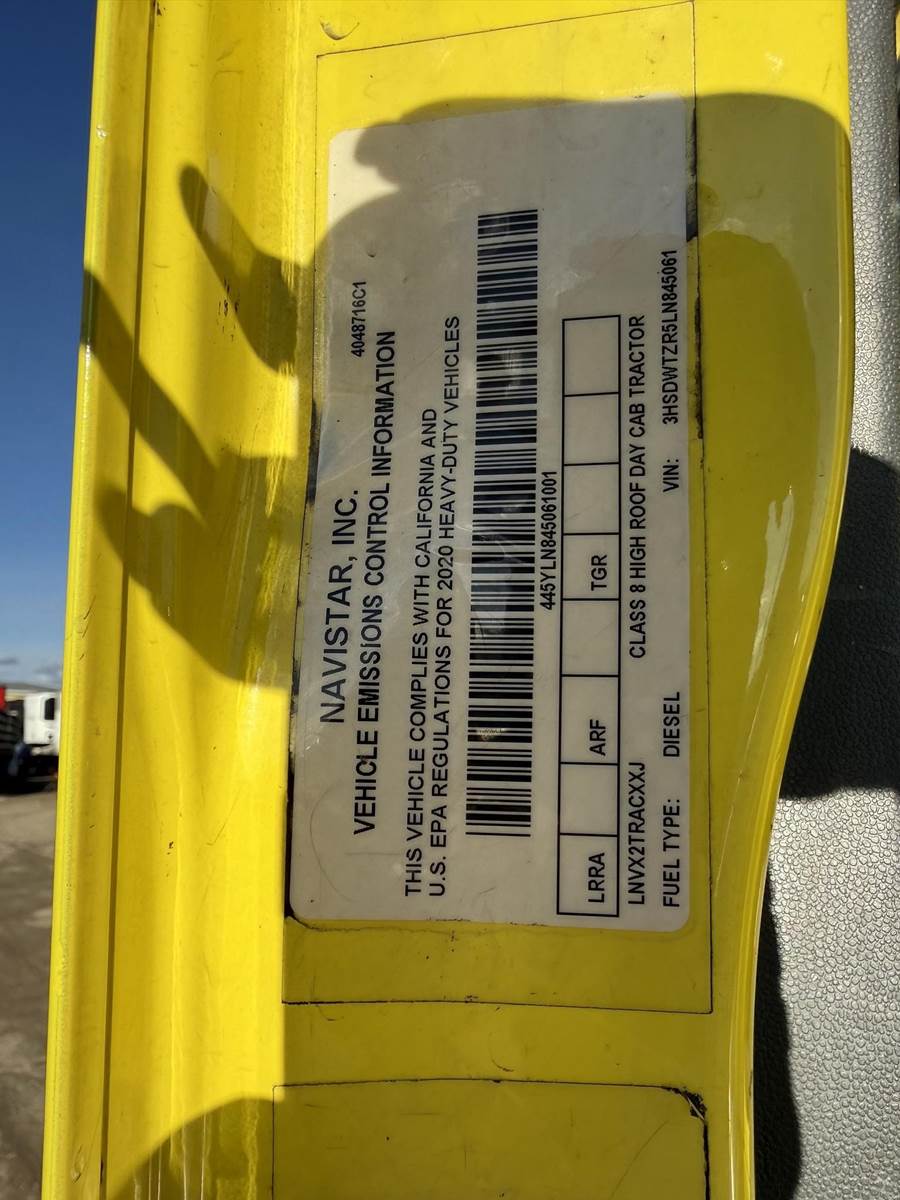 4048716C1
NAVISTAR, INC.
VEHICLE EMISSIONS CONTROL INFORMATION
THIS VEHICLE COMPLIES WITH CALIFORNIA AND
U.S. EPA REGULATIONS FOR 2020 HEAVY-DUTY VEHICLES
445YLN845061001
LRRA ARF TGR
LNVX2TRACXXJ CLASS 8 HIGH ROOF DAY CAB TRACTOR
FUEL TYPE: DIESEL VIN: 3HSDWTZR5LN845061